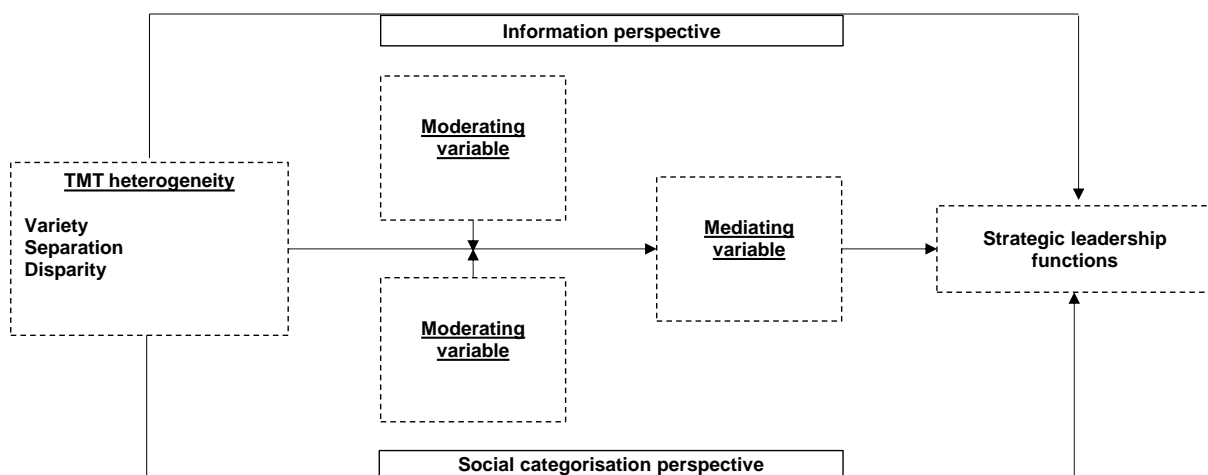 Information perspective
Moderating
variable
TMT heterogeneity
Variety
Separation
Disparity
Mediating
variable
Strategic leadership
functions
Moderating
variable
Social categorisation perspective